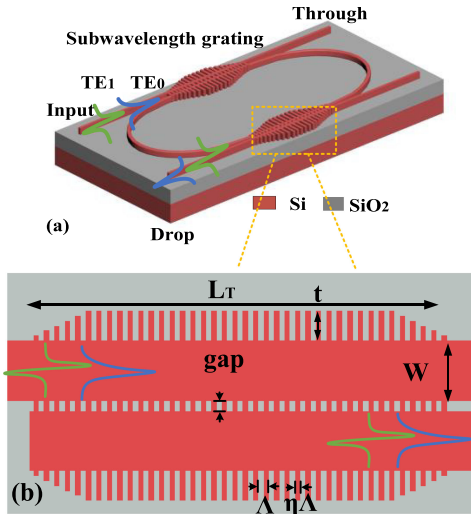 Through
Subwavelength grating
TE1 TE0
Input
Si SiO2
(a)
Drop
LT
t
gap
W
(b)
Λ ηΛ